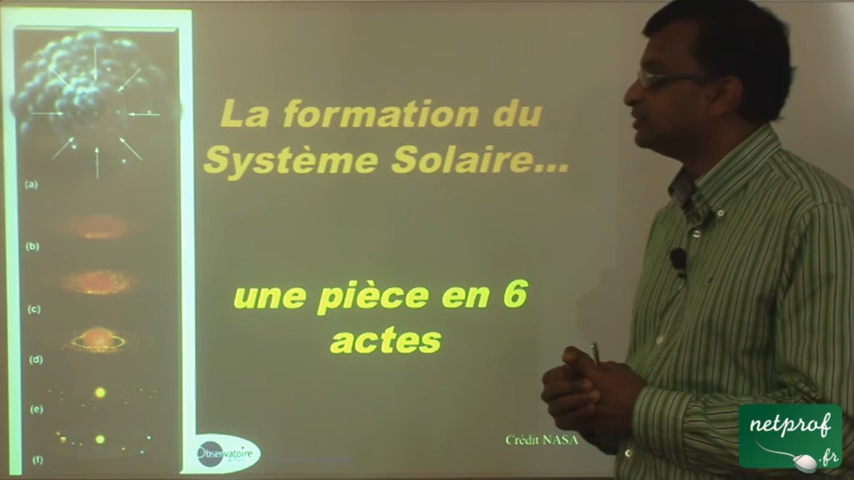 La formation du
Système Solaire...
une pièce en 6
actes
(a)
(b)
(c)
(d)
(e)
(f)
Observatoire
Crédit NASA
netprof
.fr